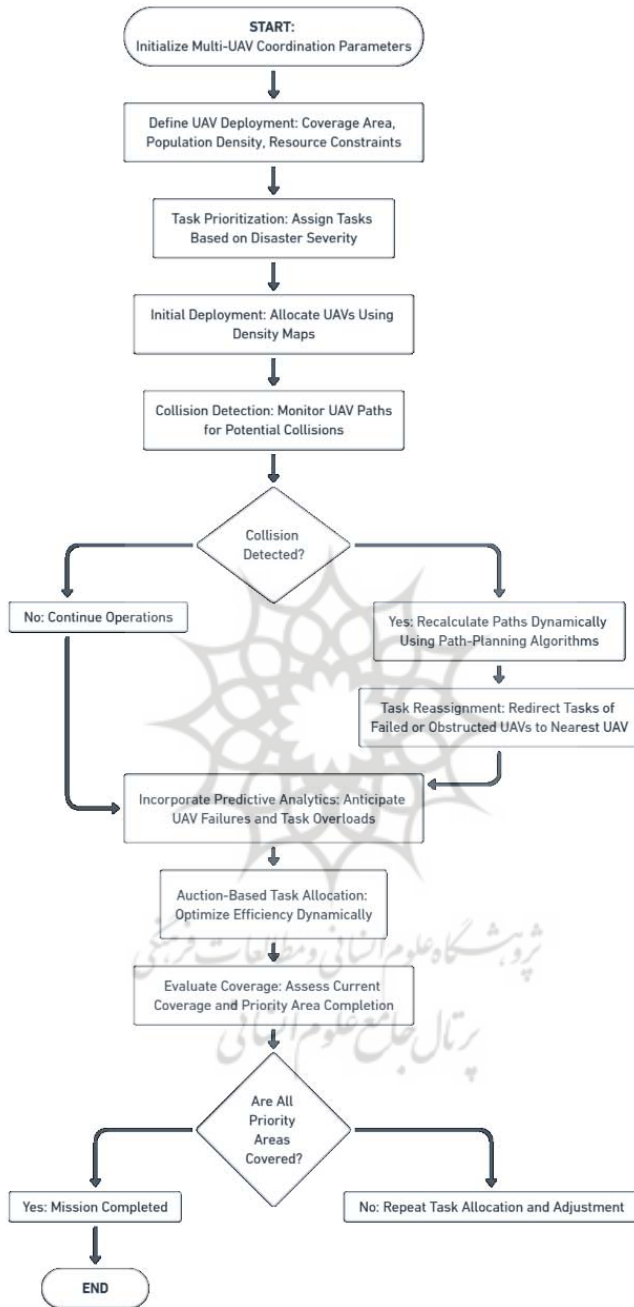 START:
Initialize Multi-UAV Coordination Parameters
Define UAV Deployment: Coverage Area,
Population Density, Resource Constraints
Task Prioritization: Assign Tasks
Based on Disaster Severity
Initial Deployment: Allocate UAVs Using
Density Maps
Collision Detection: Monitor UAV Paths
for Potential Collisions
Collision
Detected?
No: Continue Operations
Yes: Recalculate Paths Dynamically
Using Path-Planning Algorithms
Task Reassignment: Redirect Tasks of
Failed or Obstructed UAVs to Nearest UAV
Incorporate Predictive Analytics: Anticipate
UAV Failures and Task Overloads
Auction-Based Task Allocation:
Optimize Efficiency Dynamically
پژوهشگاه علوم انسانی و مطالعات فرهنگی
Evaluate Coverage: Assess Current
Coverage and Priority Area Completion
پرتال جامع علوم انسانی
Are All
Priority
Areas
Covered?
Yes: Mission Completed
No: Repeat Task Allocation and Adjustment
END